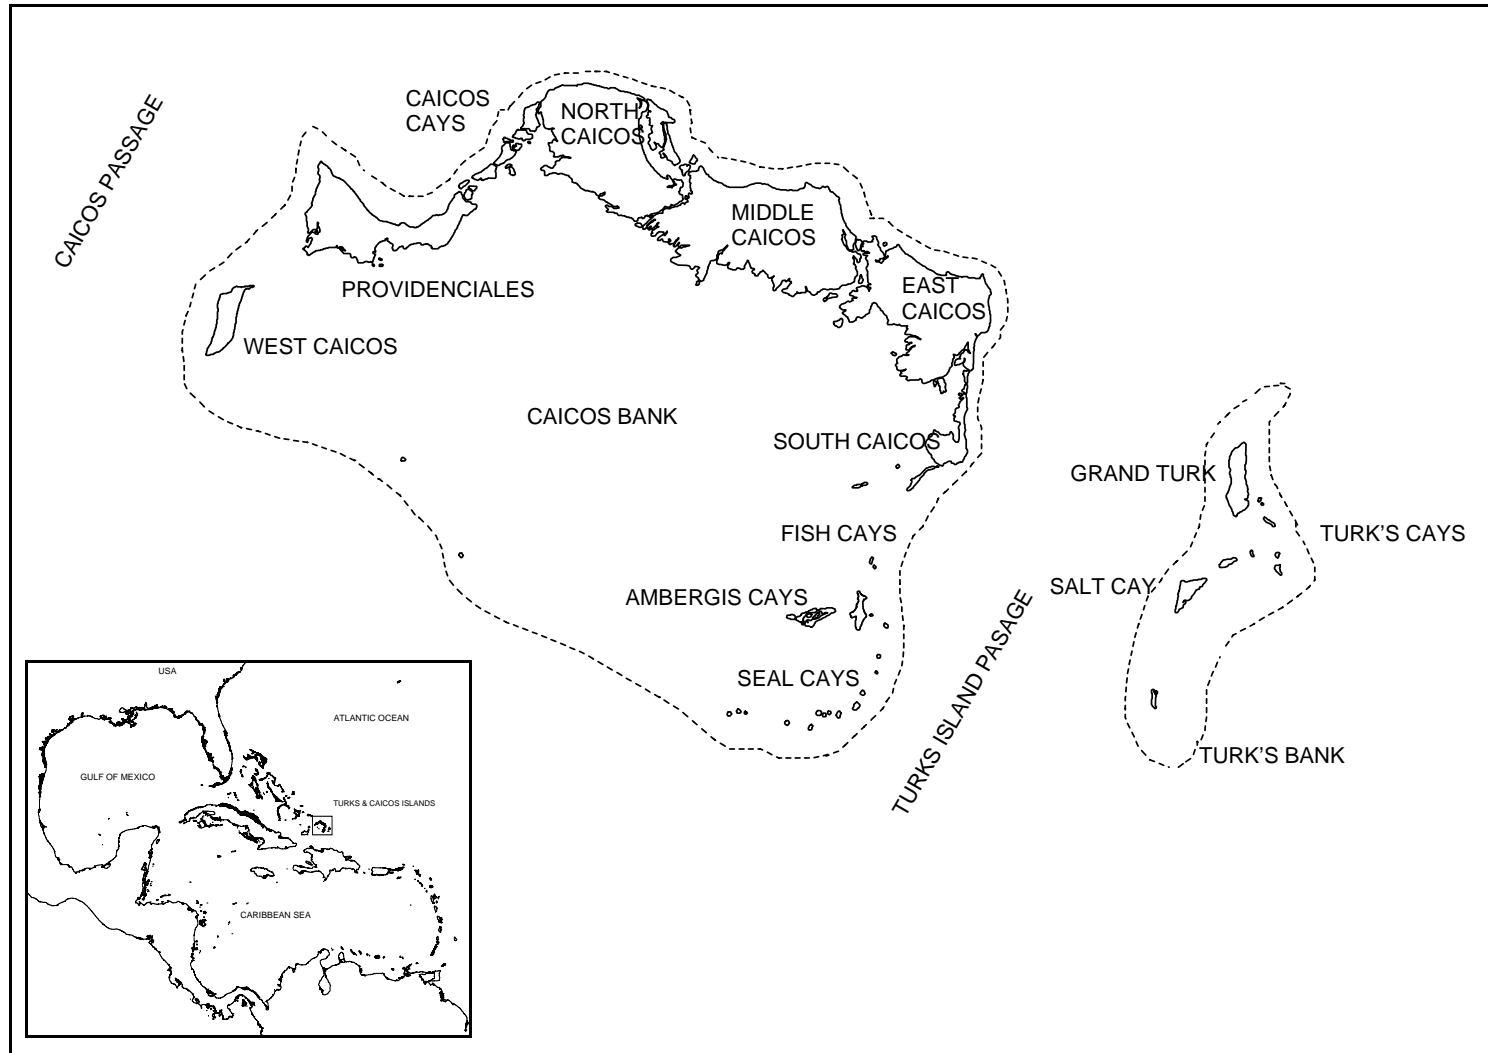 CAICOS PASSAGE
CAICOS
CAYS
NORTH
CAICOS
MIDDLE
CAICOS
EAST
CAICOS
PROVIDENCIALES
WEST CAICOS
CAICOS BANK
SOUTH CAICOS
GRAND TURK
FISH CAYS
TURK'S CAYS
SALT CAY
AMBERGIS CAYS
SEAL CAYS
TURKS ISLAND PASAGE
TURK'S BANK
USA
ATLANTIC OCEAN
GULF OF MEXICO
TURKS & CAICOS ISLANDS
CARIBBEAN SEA